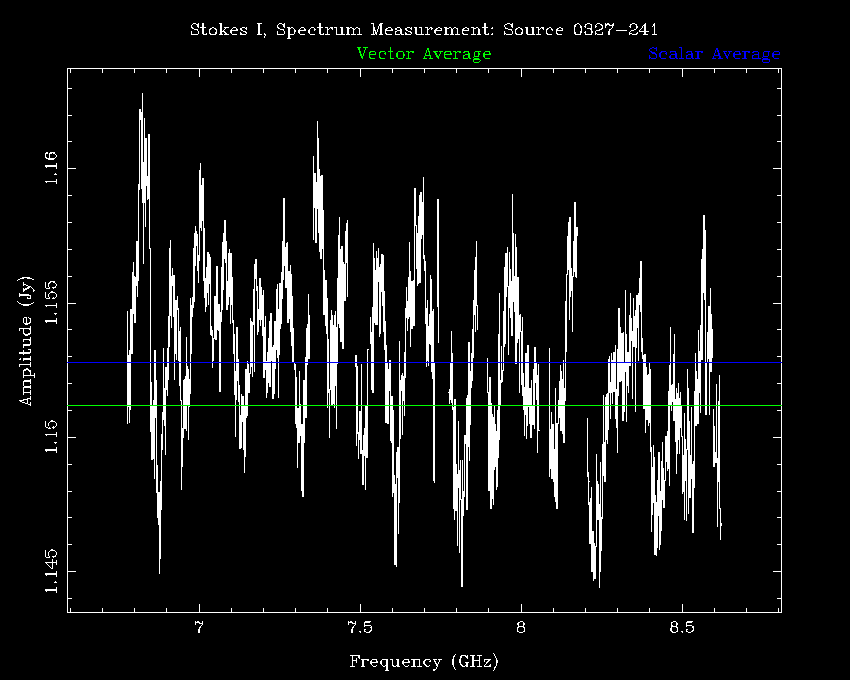 Stokes I, Spectrum Measurement: Source 0327-241
Vector Average
Scalar Average
1.16
1.155
1.15
1.145
Amplitude (Jy)
7
7.5
8
8.5
Frequency (GHz)